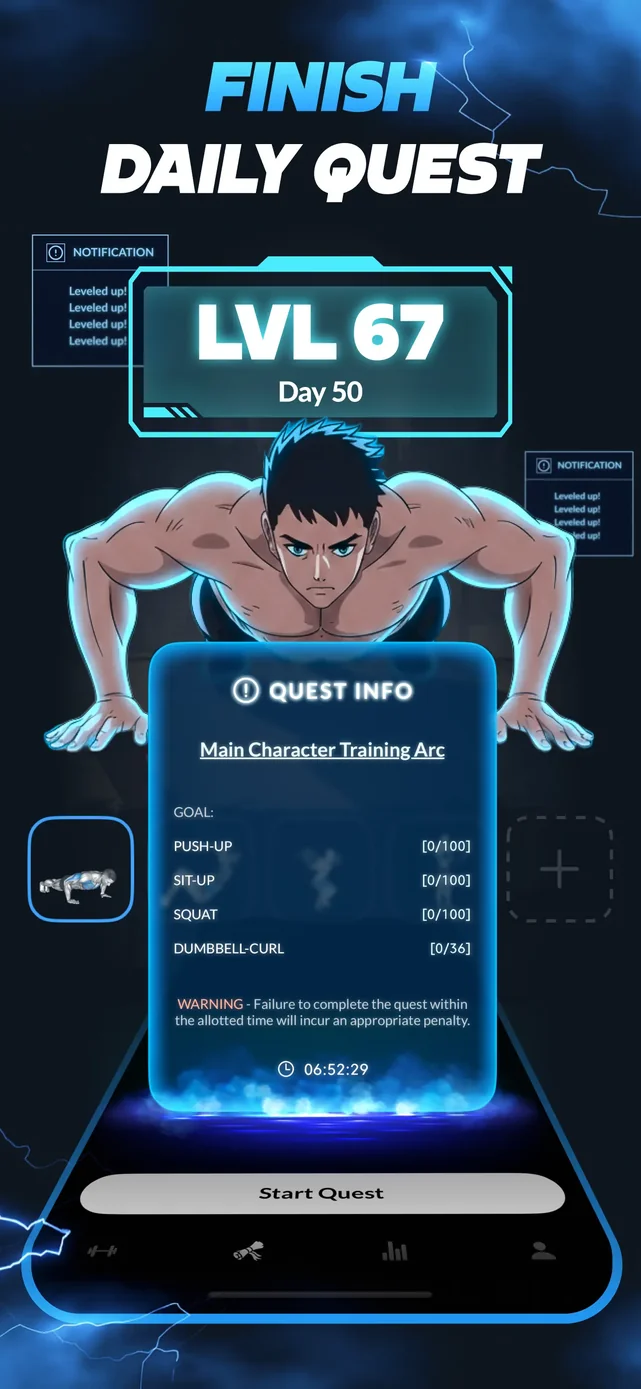 FINISH
DAILY QUEST
NOTIFICATION
Leveled up!
Leveled up!
Leveled up!
Leveled up!
LVL 67
Day 50
NOTIFICATION
Leveled up!
Leveled up!
Leveled up!
ed up!
QUEST INFO
Main Character Training Arc
GOAL:
PUSH-UP [0/100]
SIT-UP [0/100]
SQUAT [0/100]
DUMBBELL-CURL [0/36]
WARNING - Failure to complete the quest within
the allotted time will incur an appropriate penalty.
06:52:29
Start Quest